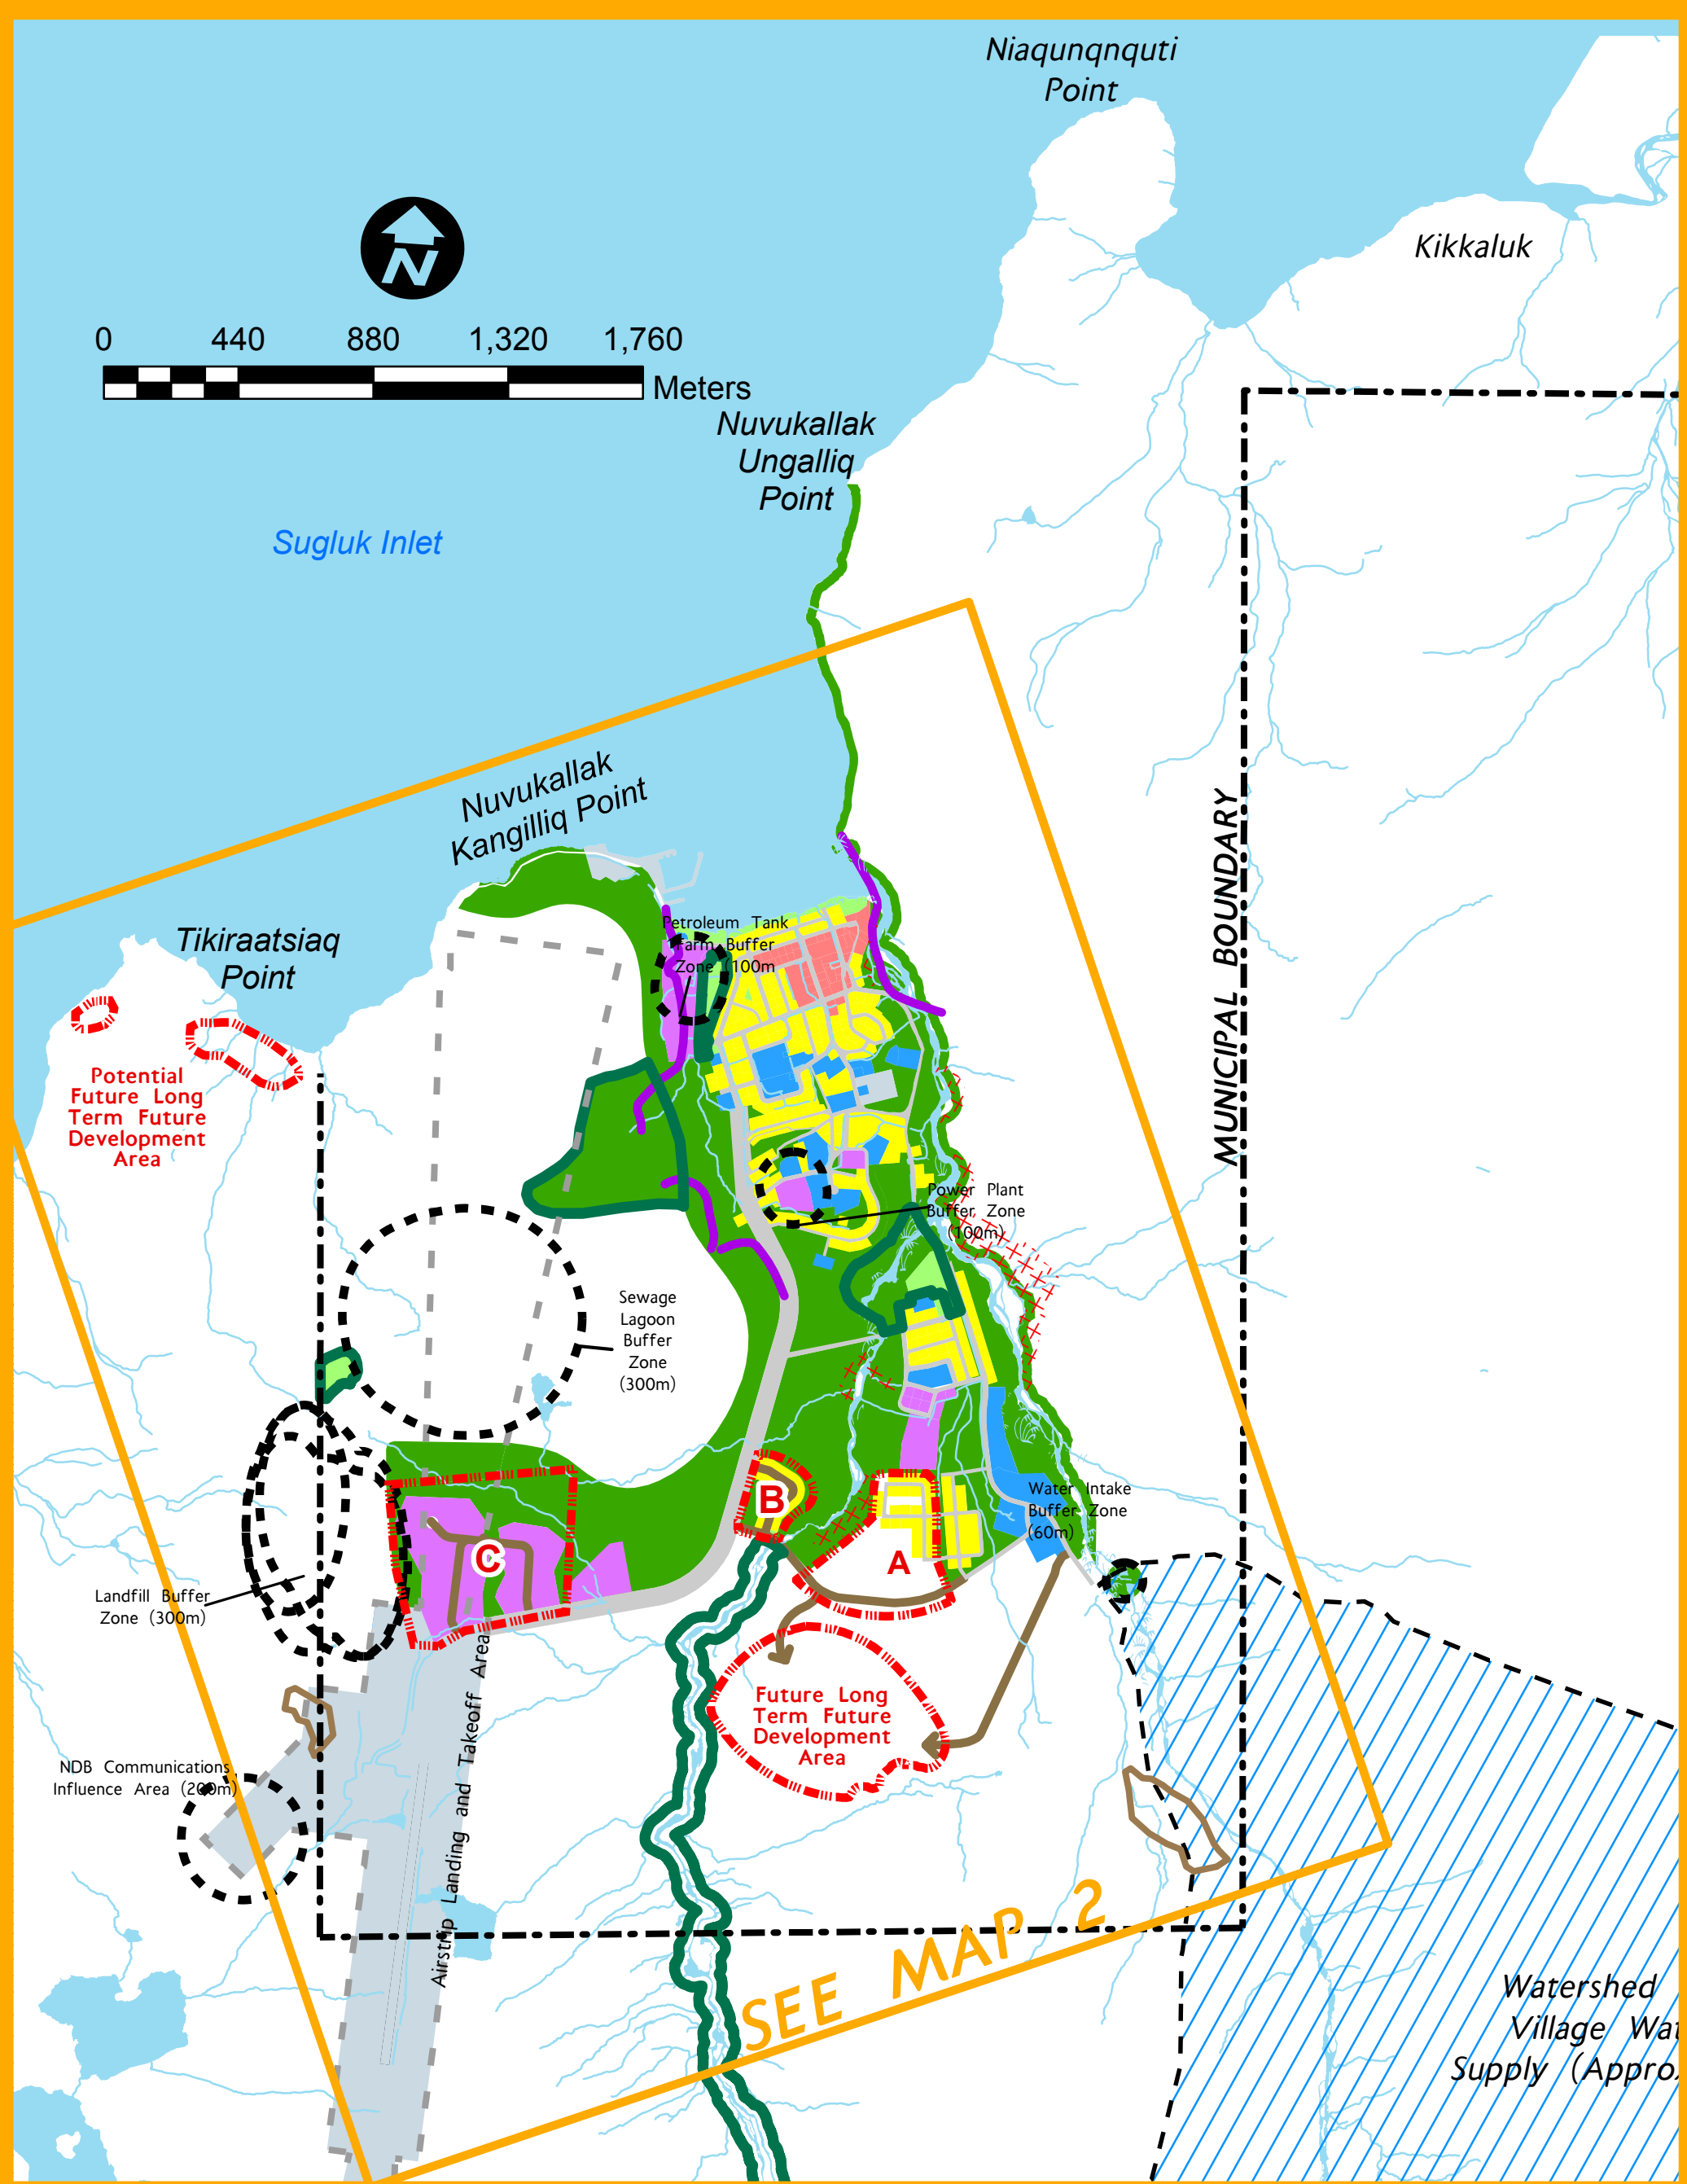 Niaqunqnquti
Point
Kikkaluk
N
0 440 880 1,320 1,760
Meters
Nuvukallak
Ungalliq
Point
Sugluk Inlet
Nuvukallak
Kangilliq Point
MUNICIPAL BOUNDARY
Tikiraatsiaq
Point
Petroleum Tank
Farm Buffer
Zone (100m
Potential
Future Long
Term Future
Development
Area
Power Plant
Buffer Zone
(100m)
Sewage
Lagoon
Buffer
Zone
(300m)
B
Water Intake
Buffer Zone
(60m)
C
A
Landfill Buffer
Zone (300m)
Airstrip Landing and Takeoff Area
Future Long
Term Future
Development
Area
NDB Communications
Influence Area (200m)
SEE MAP 2
Watershed
Village Wat
Supply (Approx